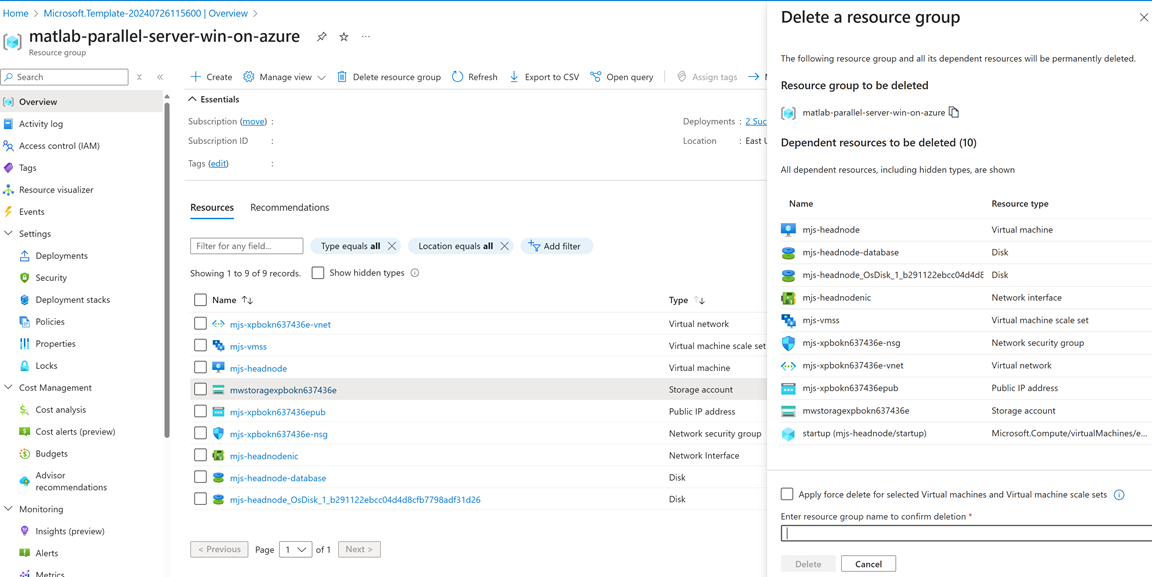 Home > Microsoft.Template-20240726115600 | Overview >
matlab-parallel-server-win-on-azure
Resource group
Search
Overview
Activity log
Access control (IAM)
Tags
Resource visualizer
Events
Settings
Deployments
Security
Deployment stacks
Policies
Properties
Locks
Cost Management
Cost analysis
Cost alerts (preview)
Budgets
Advisor
recommendations
Monitoring
Insights (preview)
Alerts
Metrics
Create Manage view Delete resource group Refresh Export to CSV Open query Assign tags
Essentials
Subscription (move) : Deployments : 2 Suc
Subscription ID : Location : East U
Tags (edit) :
Resources Recommendations
Filter for any field... Type equals all Location equals all Add filter
Showing 1 to 9 of 9 records. Show hidden types
Name Type
mjs-xpbokn637436e-vnet Virtual network
mjs-vmss Virtual machine scale set
mjs-headnode Virtual machine
mwstoragexpbokn637436e Storage account
mjs-xpbokn637436epub Public IP address
mjs-xpbokn637436e-nsg Network security group
mjs-headnodenic Network Interface
mjs-headnode-database Disk
mjs-headnode_OsDisk_1_b291122ebcc04d4d8cfb7798adf31d26 Disk
< Previous Page 1 of 1 Next >
Delete a resource group
The following resource group and all its dependent resources will be permanently deleted.
Resource group to be deleted
matlab-parallel-server-win-on-azure
Dependent resources to be deleted (10)
All dependent resources, including hidden types, are shown
Name Resource type
mjs-headnode Virtual machine
mjs-headnode-database Disk
mjs-headnode_OsDisk_1_b291122ebcc04d4d8 Disk
mjs-headnodenic Network interface
mjs-vmss Virtual machine scale set
mjs-xpbokn637436e-nsg Network security group
mjs-xpbokn637436e-vnet Virtual network
mjs-xpbokn637436epub Public IP address
mwstoragexpbokn637436e Storage account
startup (mjs-headnode/startup) Microsoft.Compute/virtualMachines/e...
Apply force delete for selected Virtual machines and Virtual machine scale sets
Enter resource group name to confirm deletion *
Delete Cancel